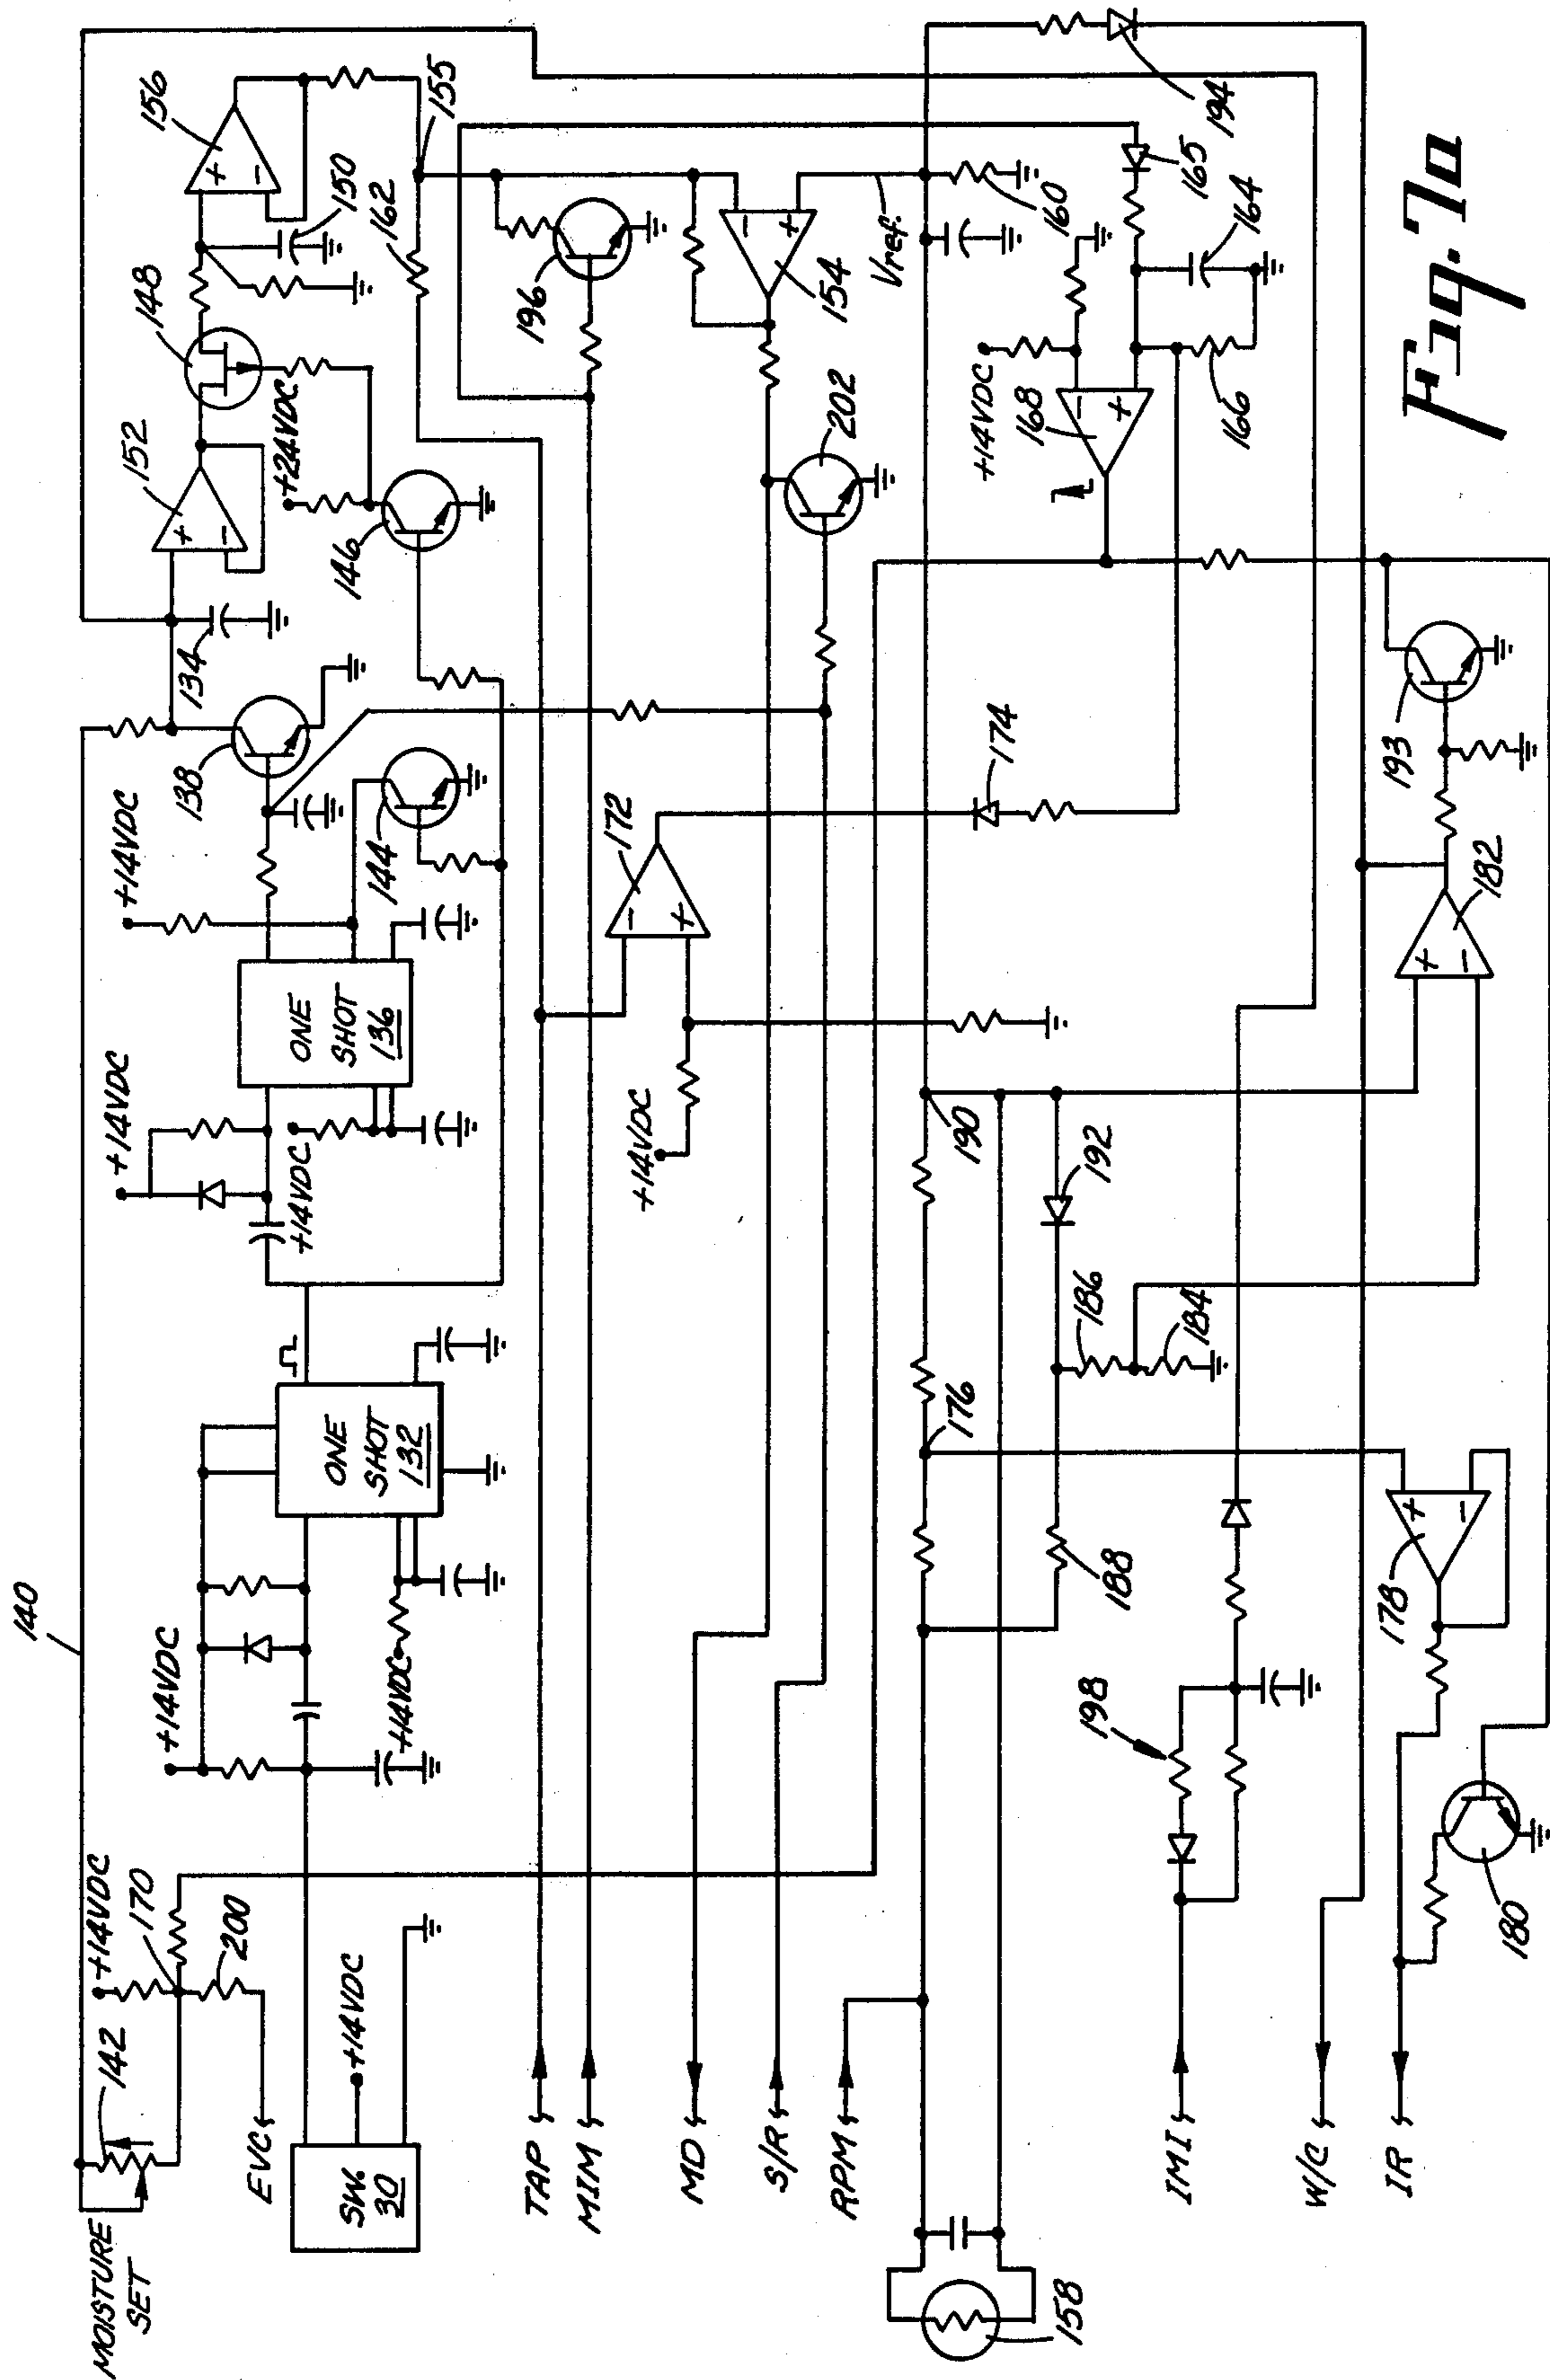 140
MOISTURE
SET
142
+14VDC
170
200
EVC
SW.
30
+14VDC
+14VDC
+14VDC
ONE
SHOT
132
+14VDC
+14VDC
ONE
SHOT
136
+14VDC
138
144
134
146
152
+
-
+24VDC
148
150
156
+
-
162
155
TAP
MIM
MD
S/R
RPM
+14VDC
172
-
+
174
196
202
154
-
+
Vref.
160
+14VDC
168
-
+
165
164
166
194
158
176
190
192
188
186
184
IMI
198
W/C
IR
178
+
-
180
182
+
-
193
Fig. 7a